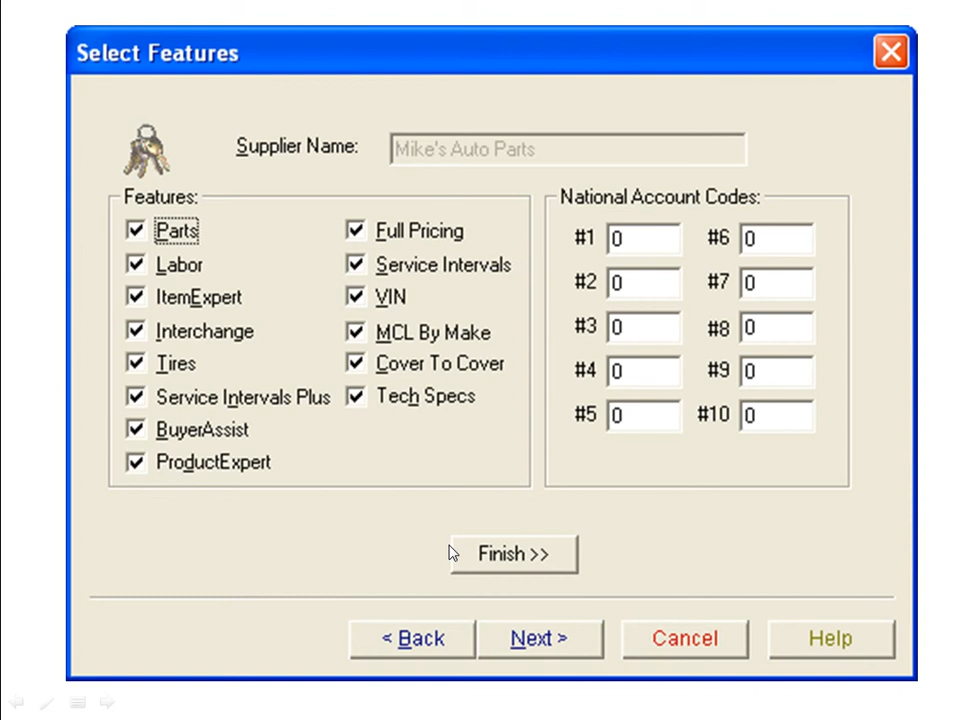 Select Features
Supplier Name: Mike's Auto Parts
Features:
Parts
Labor
ItemExpert
Interchange
Tires
Service Intervals Plus
BuyerAssist
ProductExpert
Full Pricing
Service Intervals
VIN
MCL By Make
Cover To Cover
Tech Specs
National Account Codes:
#1 0 #6 0
#2 0 #7 0
#3 0 #8 0
#4 0 #9 0
#5 0 #10 0
Finish >>
< Back Next > Cancel Help